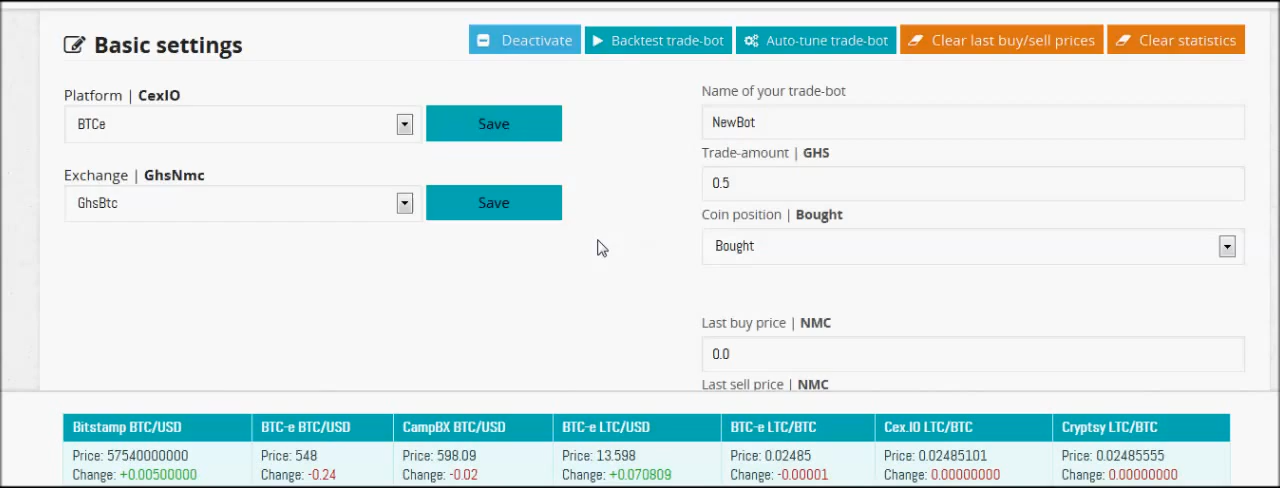 Basic settings
Deactivate
Backtest trade-bot
Auto-tune trade-bot
Clear last buy/sell prices
Clear statistics
Platform | CexIO
BTCe
Save
Exchange | GhsNmc
GhsBtc
Save
Name of your trade-bot
NewBot
Trade-amount | GHS
0.5
Coin position | Bought
Bought
Last buy price | NMC
0.0
Last sell price | NMC
Bitstamp BTC/USD
Price: 57540000000
Change: +0.00500000
BTC-e BTC/USD
Price: 548
Change: -0.24
CampBX BTC/USD
Price: 598.09
Change: -0.02
BTC-e LTC/USD
Price: 13.598
Change: +0.070809
BTC-e LTC/BTC
Price: 0.02485
Change: -0.00001
Cex.IO LTC/BTC
Price: 0.02485101
Change: 0.00000000
Cryptsy LTC/BTC
Price: 0.02485555
Change: 0.00000000